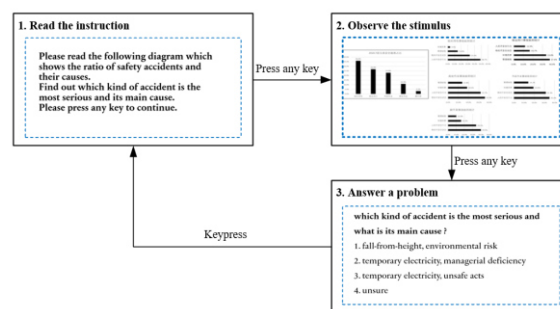 1. Read the instruction
Please read the following diagram which
shows the ratio of safety accidents and
their causes.
Find out which kind of accident is the
most serious and its main cause.
Please press any key to continue.
Press any key
2. Observe the stimulus
Press any key
3. Answer a problem
which kind of accident is the most serious and
what is its main cause ?
1. fall-from-height, environmental risk
2. temporary electricity, managerial deficiency
3. temporary electricity, unsafe acts
4. unsure
Keypress